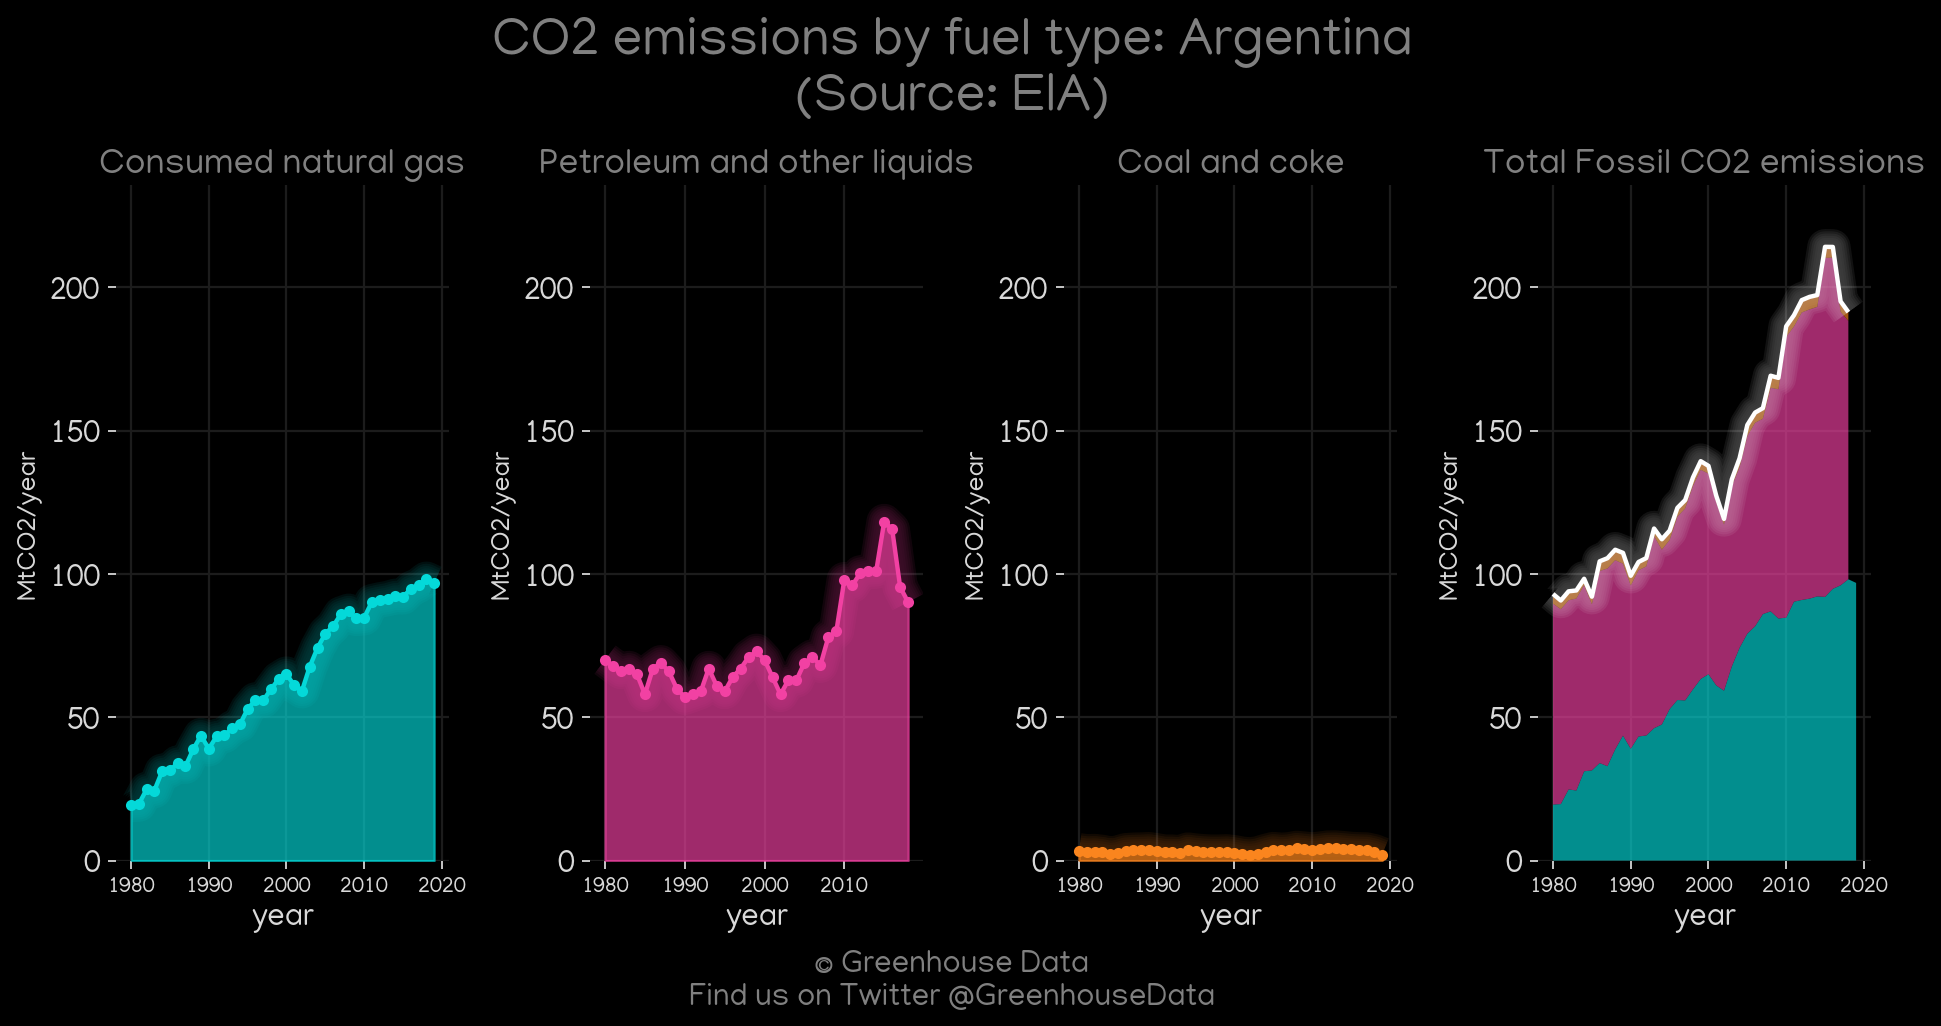 CO2 emissions by fuel type: Argentina
(Source: EIA)
Consumed natural gas
Petroleum and other liquids
Coal and coke
Total Fossil CO2 emissions
MtCO2/year
200
150
100
50
0
1980 1990 2000 2010 2020
year
MtCO2/year
200
150
100
50
0
1980 1990 2000 2010
year
MtCO2/year
200
150
100
50
0
1980 1990 2000 2010 2020
year
MtCO2/year
200
150
100
50
0
1980 1990 2000 2010 2020
year
© Greenhouse Data
Find us on Twitter @GreenhouseData